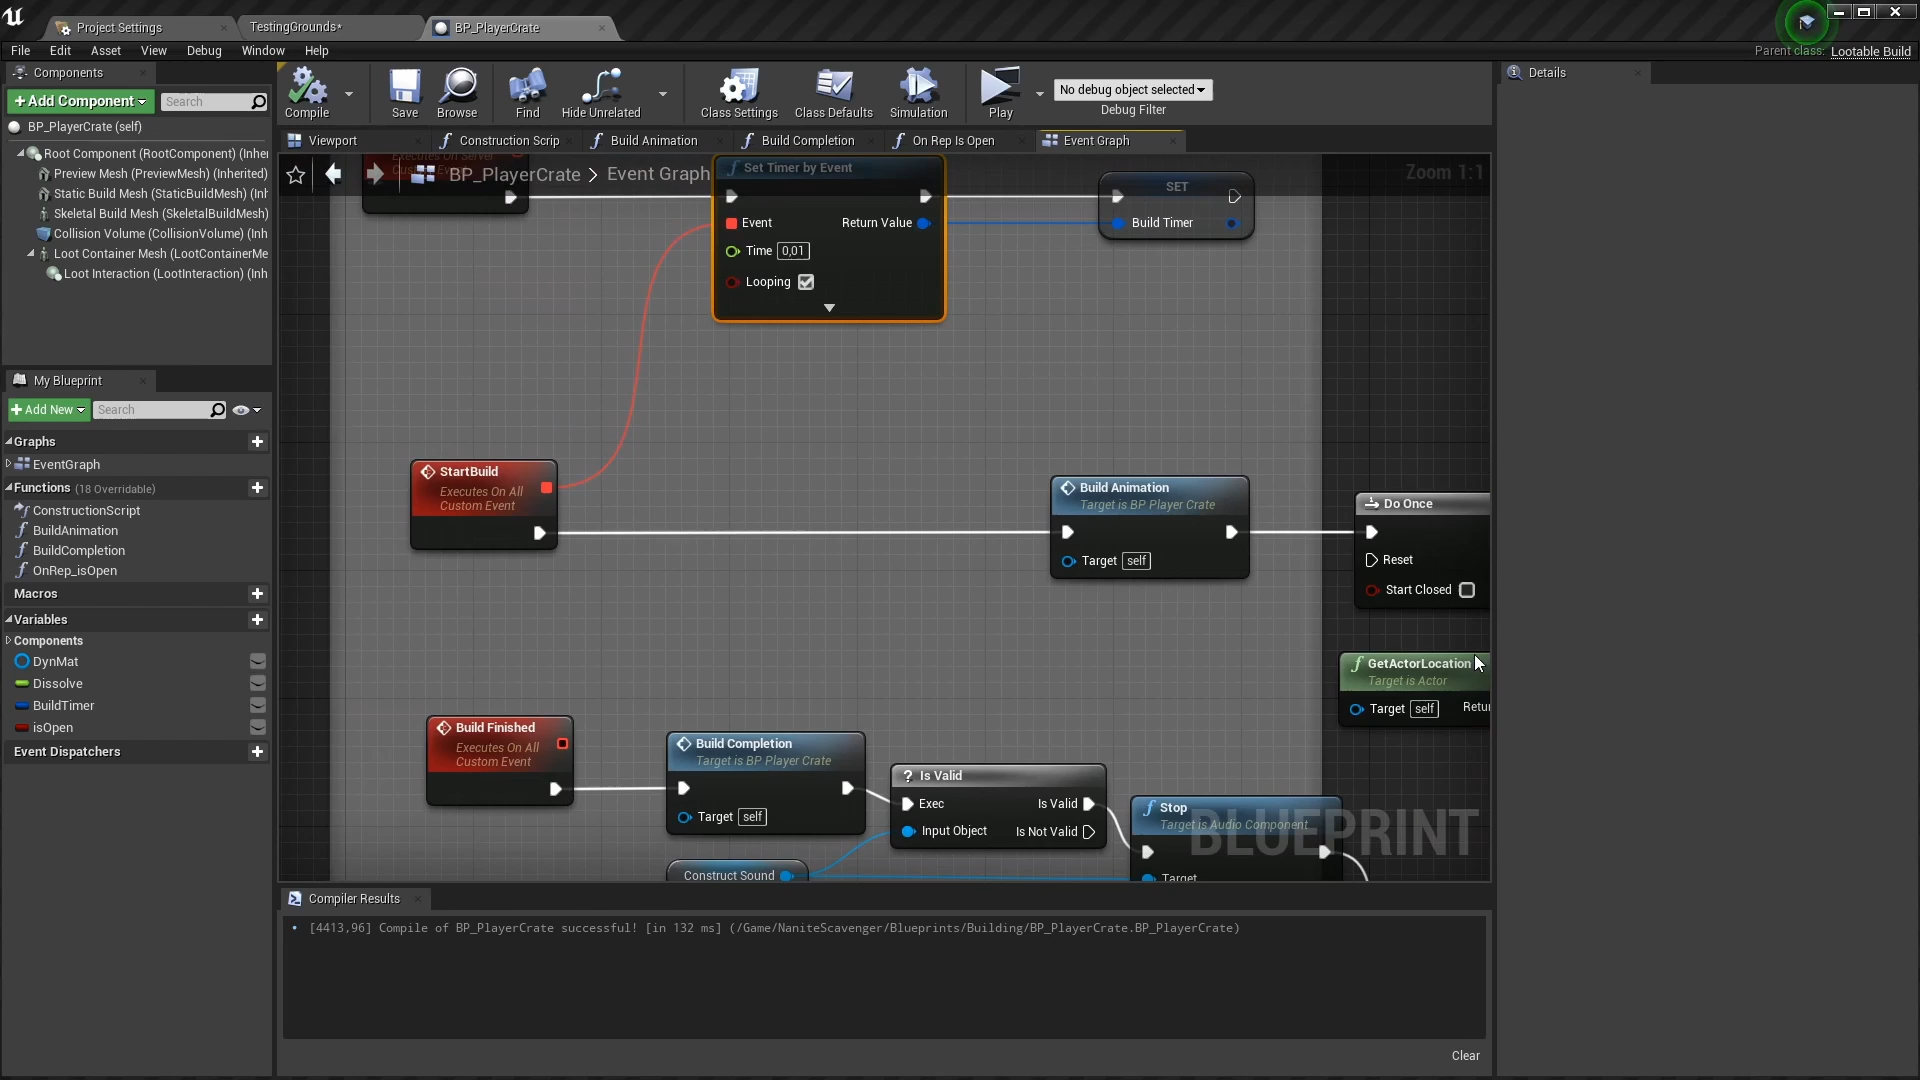 Project Settings
TestingGrounds*
BP_PlayerCrate
File Edit Asset View Debug Window Help
Parent class: Lootable Build
Components
Details
+Add Component
Search
Compile
Save
Browse
Find
Hide Unrelated
Class Settings
Class Defaults
Simulation
Play
No debug object selected
Debug Filter
BP_PlayerCrate (self)
Viewport
Construction Scrip
Build Animation
Build Completion
On Rep Is Open
Event Graph
Root Component (RootComponent) (Inher
Preview Mesh (PreviewMesh) (Inherited)
Static Build Mesh (StaticBuildMesh) (Inh
Skeletal Build Mesh (SkeletalBuildMesh)
Collision Volume (CollisionVolume) (Inh
Loot Container Mesh (LootContainerMe
Loot Interaction (LootInteraction) (Inh
BP_PlayerCrate > Event Graph
Zoom 1:1
Executes On Server
Set Timer by Event
Event
Return Value
Time 0,01
Looping
SET
Build Timer
My Blueprint
+Add New
Search
Graphs
EventGraph
Functions (18 Overridable)
ConstructionScript
BuildAnimation
BuildCompletion
OnRep_isOpen
Macros
Variables
Components
DynMat
Dissolve
BuildTimer
isOpen
Event Dispatchers
StartBuild
Executes On All
Custom Event
Build Animation
Target is BP Player Crate
Target self
Do Once
Reset
Start Closed
GetActorLocation
Target is Actor
Target self
Retur
Build Finished
Executes On All
Custom Event
Build Completion
Target is BP Player Crate
Target self
? Is Valid
Exec
Is Valid
Input Object
Is Not Valid
Stop
Target is Audio Component
Target
Construct Sound
BLUEPRINT
Compiler Results
[4413,96] Compile of BP_PlayerCrate successful! [in 132 ms] (/Game/NaniteScavenger/Blueprints/Building/BP_PlayerCrate.BP_PlayerCrate)
Clear